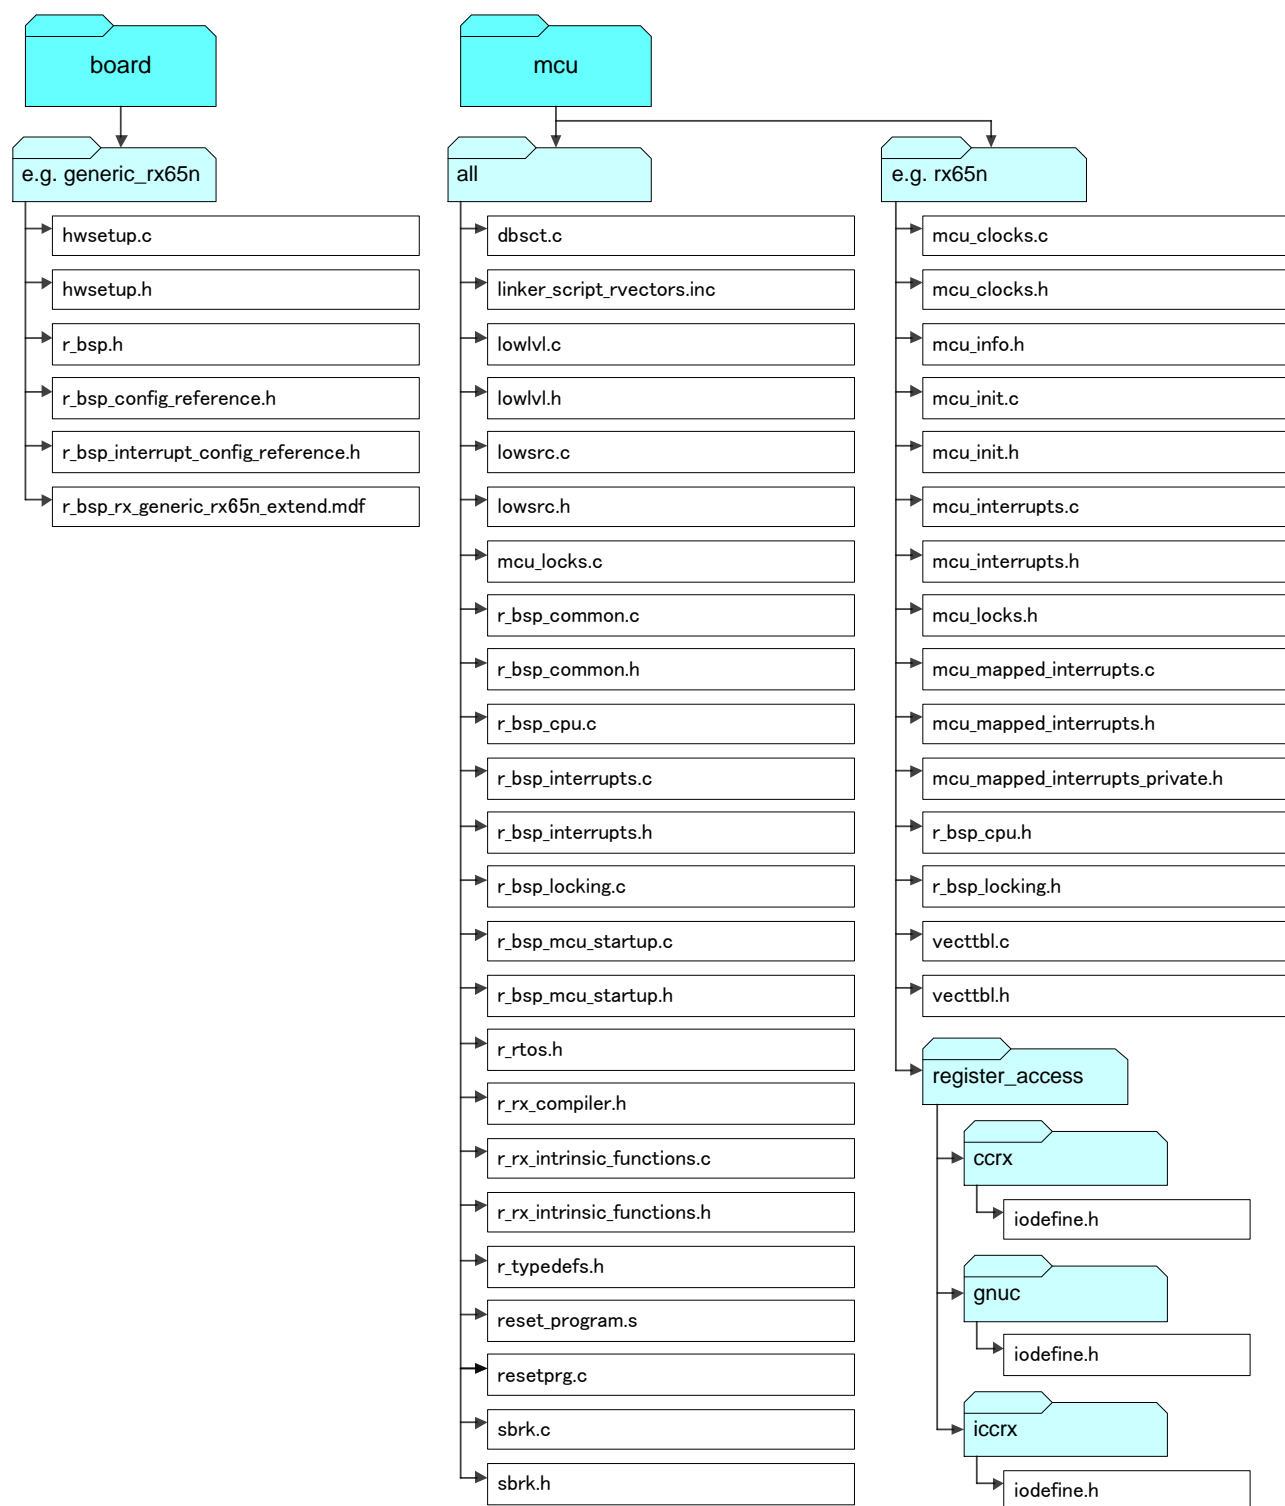 board
e.g. generic_rx65n
hwsetup.c
hwsetup.h
r_bsp.h
r_bsp_config_reference.h
r_bsp_interrupt_config_reference.h
r_bsp_rx_generic_rx65n_extend.mdf
mcu
all
dbsct.c
linker_script_rvectors.inc
lowlvl.c
lowlvl.h
lowsrc.c
lowsrc.h
mcu_locks.c
r_bsp_common.c
r_bsp_common.h
r_bsp_cpu.c
r_bsp_interrupts.c
r_bsp_interrupts.h
r_bsp_locking.c
r_bsp_mcu_startup.c
r_bsp_mcu_startup.h
r_rtos.h
r_rx_compiler.h
r_rx_intrinsic_functions.c
r_rx_intrinsic_functions.h
r_typedefs.h
reset_program.s
resetprg.c
sbrk.c
sbrk.h
e.g. rx65n
mcu_clocks.c
mcu_clocks.h
mcu_info.h
mcu_init.c
mcu_init.h
mcu_interrupts.c
mcu_interrupts.h
mcu_locks.h
mcu_mapped_interrupts.c
mcu_mapped_interrupts.h
mcu_mapped_interrupts_private.h
r_bsp_cpu.h
r_bsp_locking.h
vecttbl.c
vecttbl.h
register_access
ccrx
iodefine.h
gnuc
iodefine.h
iccrx
iodefine.h